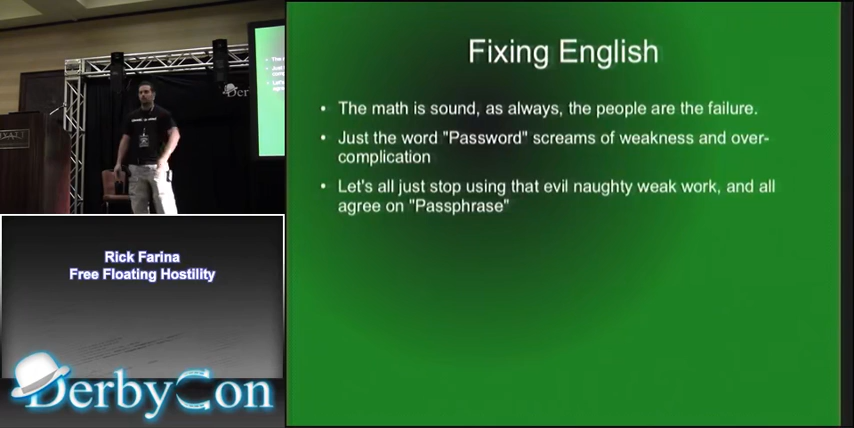 Fixing English
• The math is sound, as always, the people are the failure.
• Just the word "Password" screams of weakness and over-
complication
• Let's all just stop using that evil naughty weak work, and all
agree on "Passphrase"
Rick Farina
Free Floating Hostility
DerbyCon